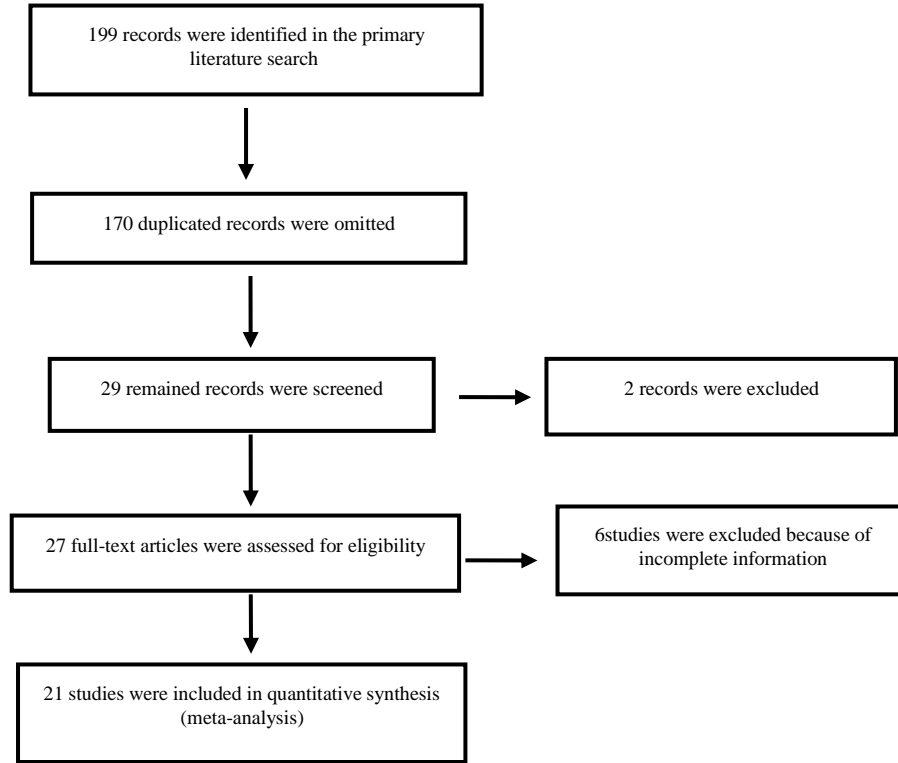 199 records were identified in the primary
literature search
170 duplicated records were omitted
29 remained records were screened
2 records were excluded
27 full-text articles were assessed for eligibility
6studies were excluded because of
incomplete information
21 studies were included in quantitative synthesis
(meta-analysis)